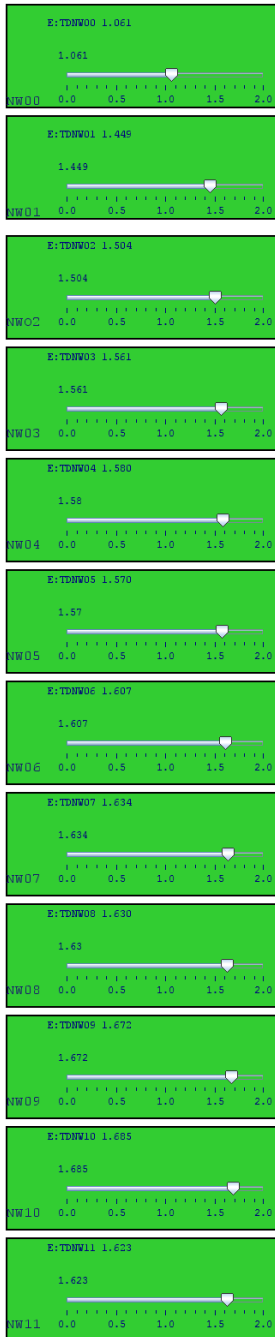 E:TDNW00 1.061
1.061
NW00 0.0 0.5 1.0 1.5 2.0
E:TDNW01 1.449
1.449
NW01 0.0 0.5 1.0 1.5 2.0
E:TDNW02 1.504
1.504
NW02 0.0 0.5 1.0 1.5 2.0
E:TDNW03 1.561
1.561
NW03 0.0 0.5 1.0 1.5 2.0
E:TDNW04 1.580
1.58
NW04 0.0 0.5 1.0 1.5 2.0
E:TDNW05 1.570
1.57
NW05 0.0 0.5 1.0 1.5 2.0
E:TDNW06 1.607
1.607
NW06 0.0 0.5 1.0 1.5 2.0
E:TDNW07 1.634
1.634
NW07 0.0 0.5 1.0 1.5 2.0
E:TDNW08 1.630
1.63
NW08 0.0 0.5 1.0 1.5 2.0
E:TDNW09 1.672
1.672
NW09 0.0 0.5 1.0 1.5 2.0
E:TDNW10 1.685
1.685
NW10 0.0 0.5 1.0 1.5 2.0
E:TDNW11 1.623
1.623
NW11 0.0 0.5 1.0 1.5 2.0